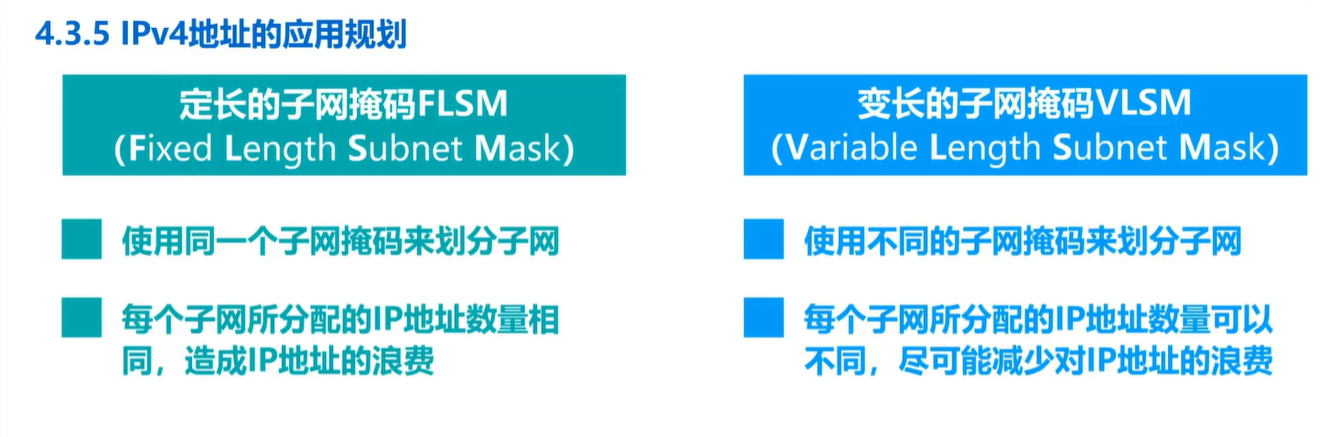 4.3.5 IPv4地址的应用规划
定长的子网掩码FLSM
(Fixed Length Subnet Mask)
使用同一个子网掩码来划分子网
每个子网所分配的IP地址数量相
同，造成IP地址的浪费
变长的子网掩码VLSM
(Variable Length Subnet Mask)
使用不同的子网掩码来划分子网
每个子网所分配的IP地址数量可以
不同，尽可能减少对IP地址的浪费